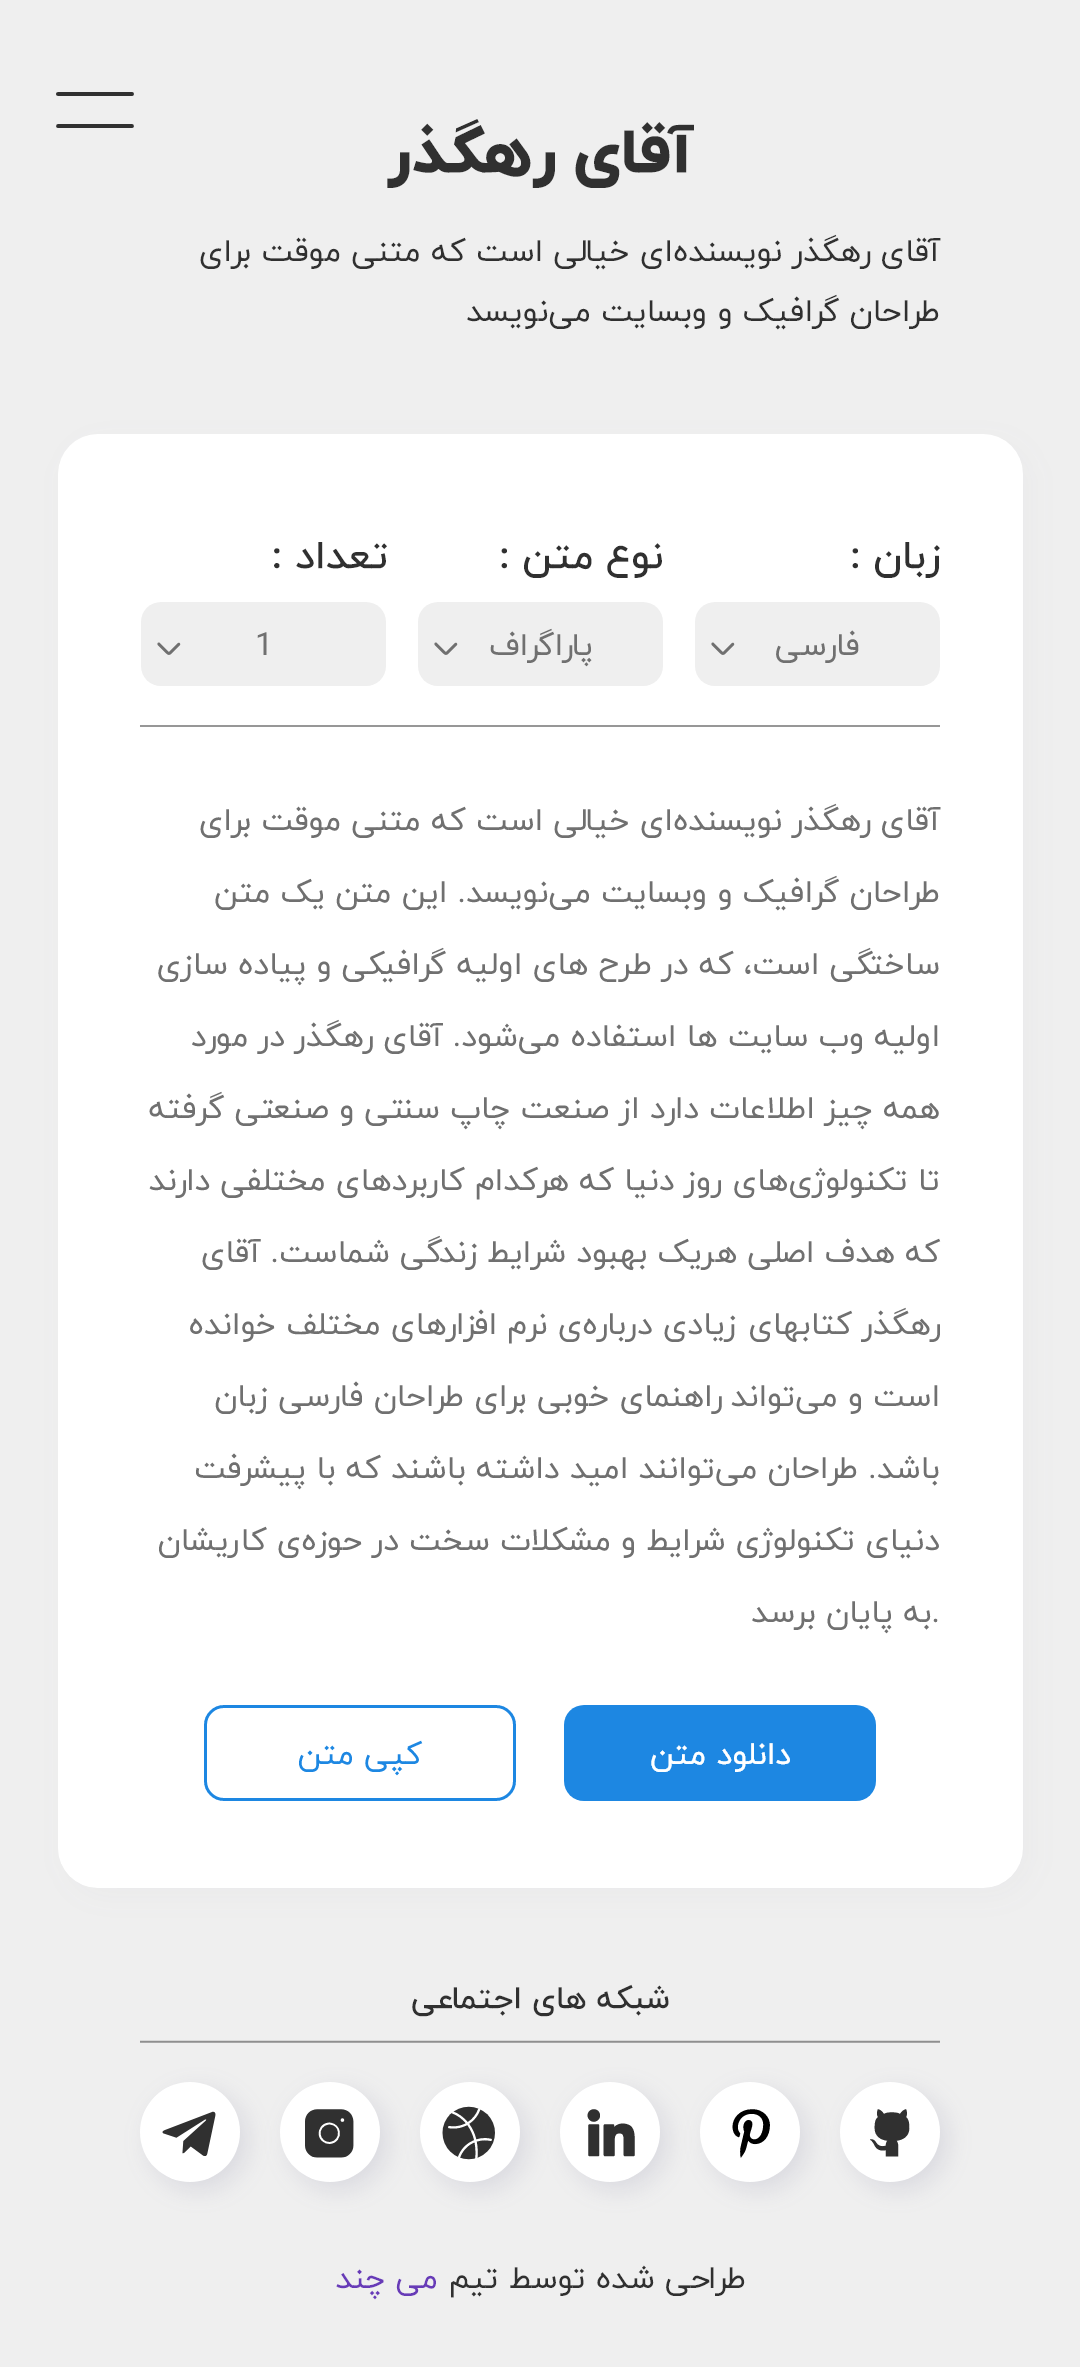 آقای رهگذر
آقای رهگذر نویسنده‌ای خیالی است که متنی موقت برای
طراحان گرافیک و وبسایت می‌نویسد
زبان :
نوع متن :
تعداد :
فارسی
پاراگراف
1
آقای رهگذر نویسنده‌ای خیالی است که متنی موقت برای
طراحان گرافیک و وبسایت می‌نویسد. این متن یک متن
ساختگی است، که در طرح های اولیه گرافیکی و پیاده سازی
اولیه وب سایت ها استفاده می‌شود. آقای رهگذر در مورد
همه چیز اطلاعات دارد از صنعت چاپ سنتی و صنعتی گرفته
تا تکنولوژی‌های روز دنیا که هرکدام کاربردهای مختلفی دارند
که هدف اصلی هریک بهبود شرایط زندگی شماست. آقای
رهگذر کتابهای زیادی درباره‌ی نرم افزارهای مختلف خوانده
است و می‌تواند راهنمای خوبی برای طراحان فارسی زبان
باشد. طراحان می‌توانند امید داشته باشند که با پیشرفت
دنیای تکنولوژی شرایط و مشکلات سخت در حوزه‌ی کاریشان
.به پایان برسد
دانلود متن
کپی متن
شبکه های اجتماعی
طراحی شده توسط تیم می چند